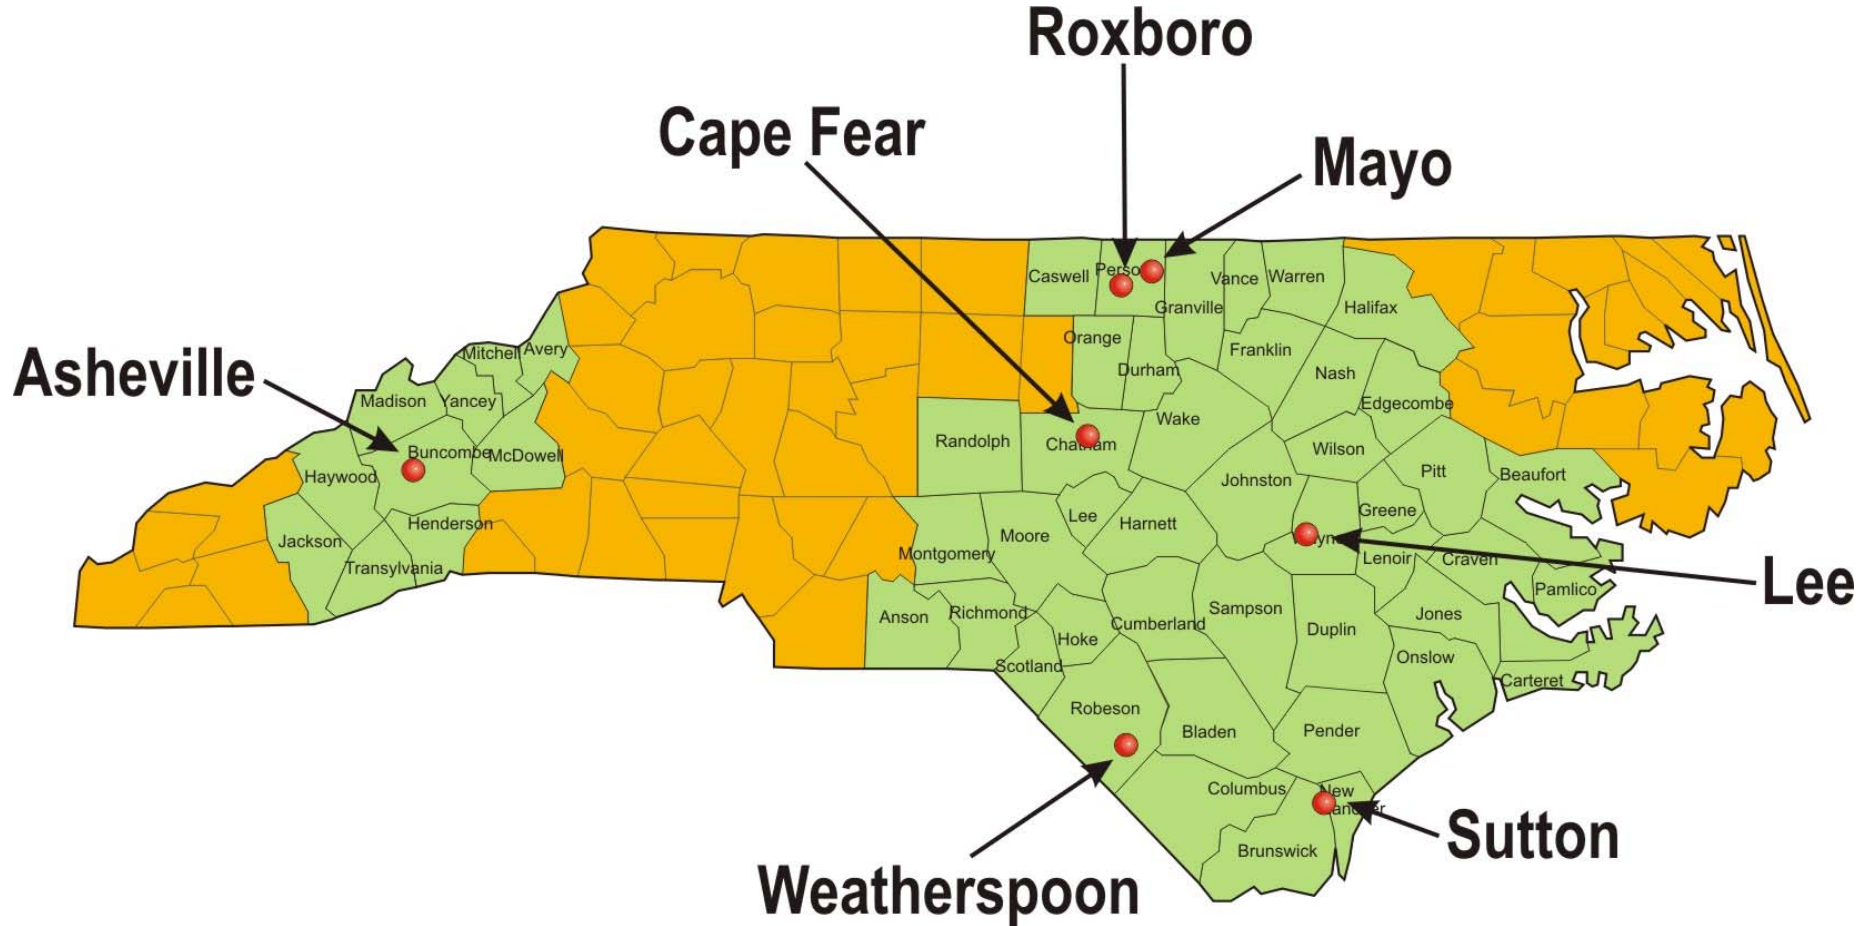 Roxboro
Cape Fear
Mayo
Asheville
Lee
Weatherspoon
Sutton
Caswell
Vance
Warren
Granville
Halifax
Orange
Franklin
Mitchell
Avery
Durham
Nash
Madison
Yancey
Edgecombe
Wake
Randolph
Buncombe
McDowell
Wilson
Haywood
Pitt
Beaufort
Johnston
Greene
Lee
Harnett
Henderson
Moore
Jackson
Montgomery
Transylvania
Lenoir
Craven
Pamlico
Sampson
Jones
Anson
Richmond
Cumberland
Duplin
Hoke
Onslow
Scotland
Carteret
Robeson
Bladen
Pender
Columbus
New
Brunswick